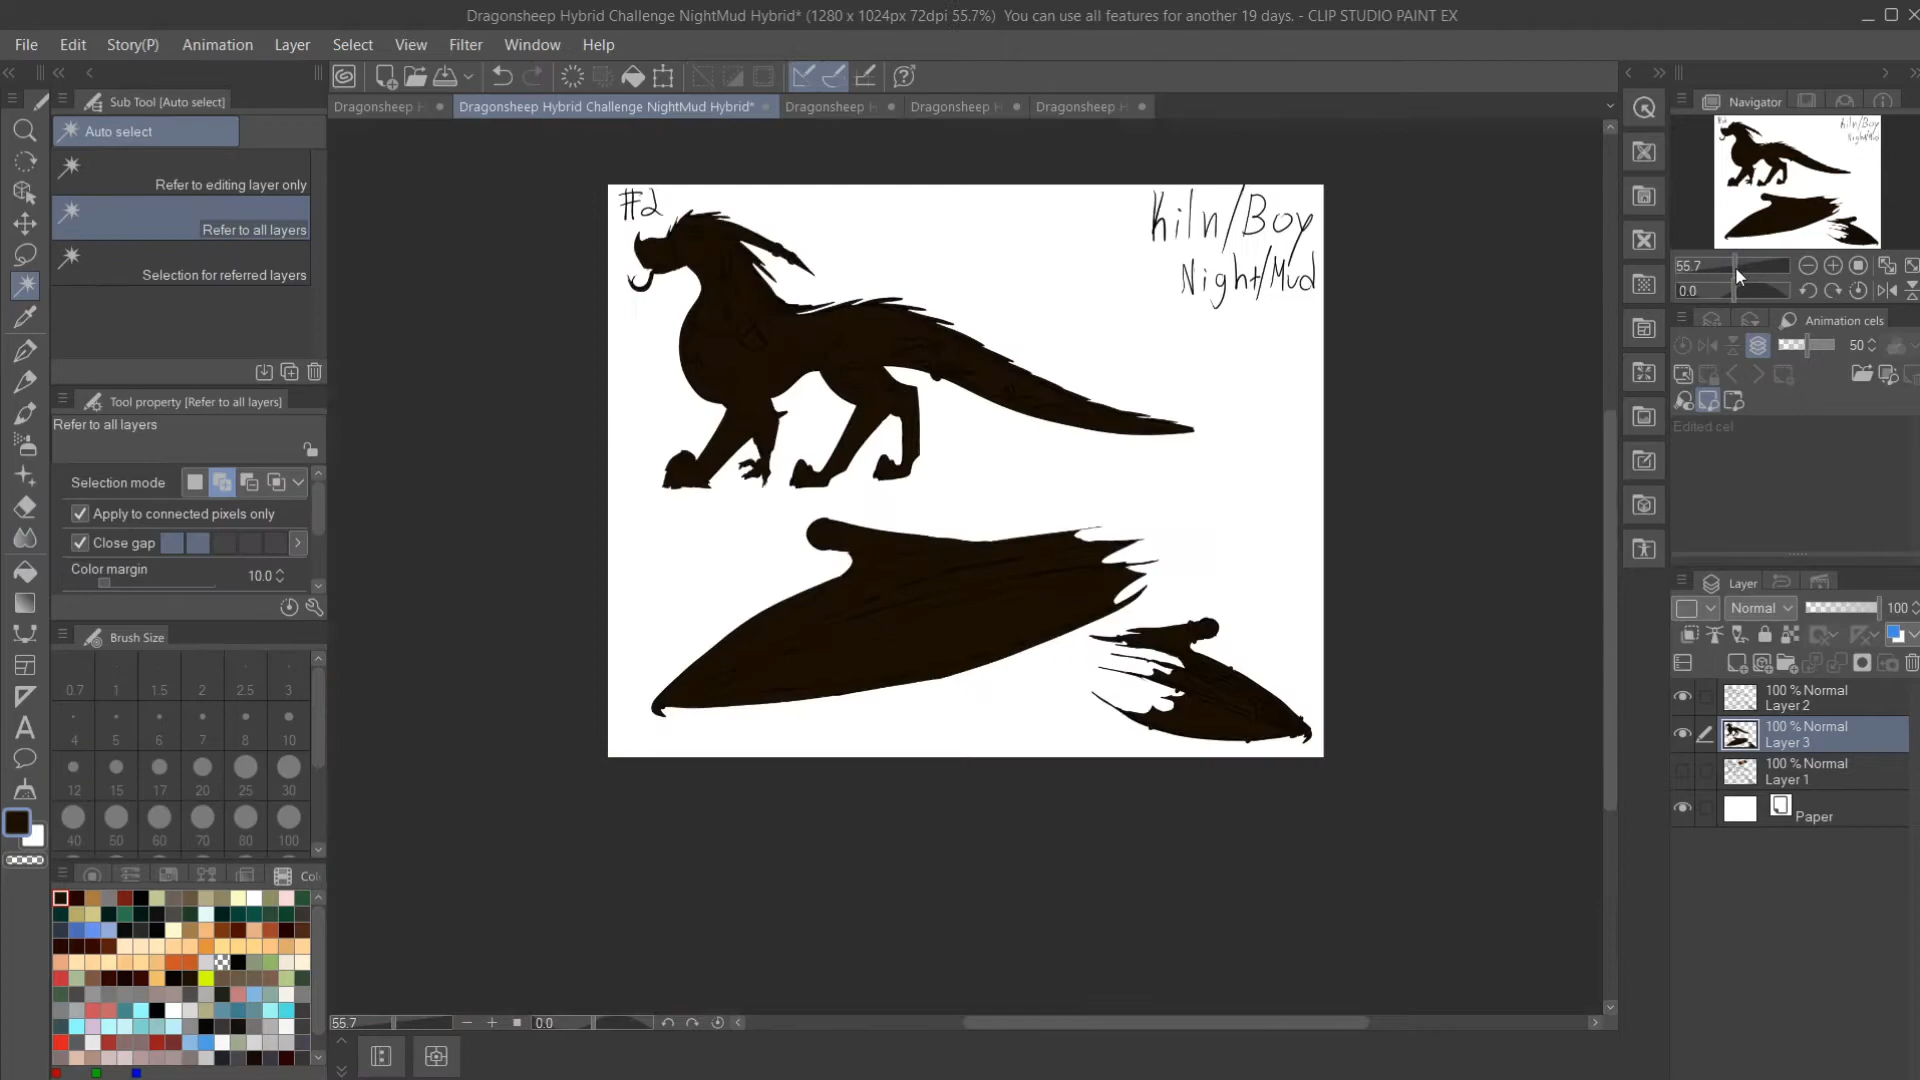 Dragonsheep Hybrid Challenge NightMud Hybrid* (1280 x 1024px 72dpi 55.7%) You can use all features for another 19 days. - CLIP STUDIO PAINT EX
File Edit Story(P) Animation Layer Select View Filter Window Help
Sub Tool [Auto select]
Auto select
Refer to editing layer only
Refer to all layers
Selection for referred layers
Tool property [Refer to all layers]
Refer to all layers
Selection mode
Apply to connected pixels only
Close gap
Color margin 10.0
Brush Size
0.7 1 1.5 2 2.5 3
4 5 6 7 8 10
12 15 17 20 25 30
40 50 60 70 80 100
Col
Dragonsheep H Dragonsheep Hybrid Challenge NightMud Hybrid* Dragonsheep H Dragonsheep H Dragonsheep H
#2
Kiln/Boy
Night/Mud
55.7 0.0
Navigator
#2
Kiln/Boy
Night/Mud
55.7
0.0
Animation cels
50
Edited cel
Layer
Normal 100
100 % Normal
Layer 2
100 % Normal
Layer 3
100 % Normal
Layer 1
Paper